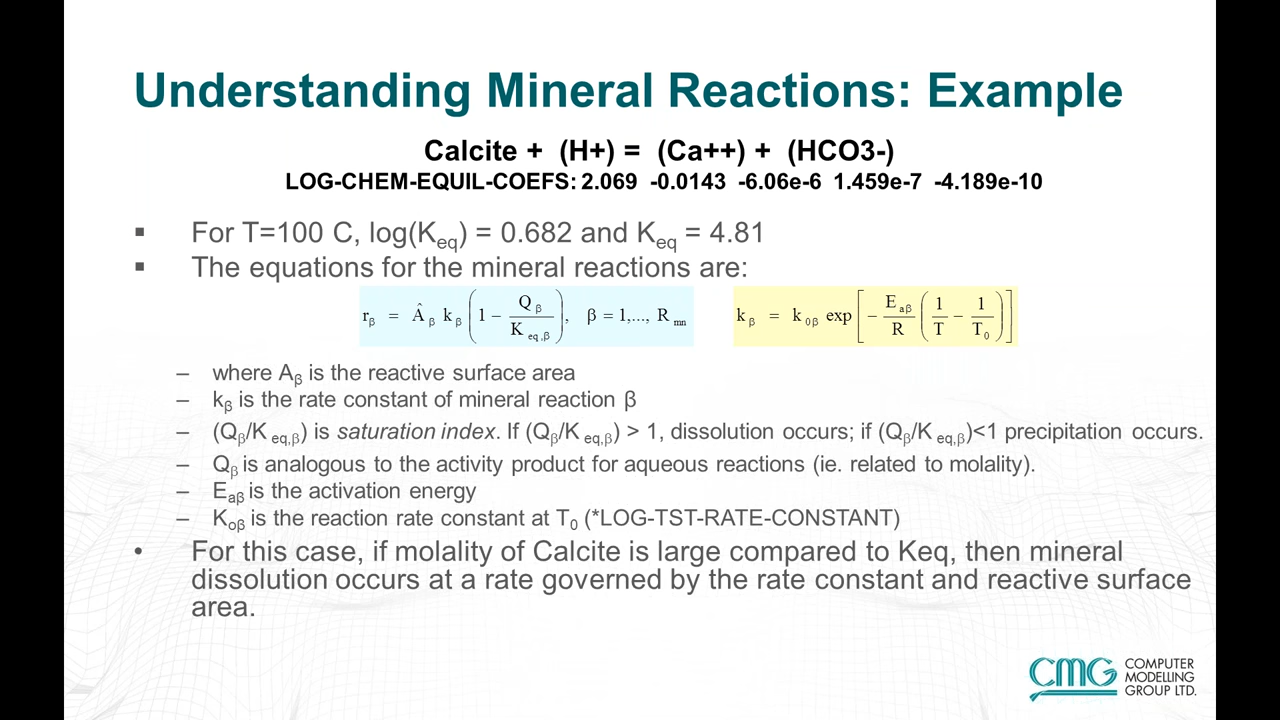 Understanding Mineral Reactions: Example
Calcite + (H+) = (Ca++) + (HCO3-)
LOG-CHEM-EQUIL-COEFS: 2.069 -0.0143 -6.06e-6 1.459e-7 -4.189e-10
▪ For T=100 C, log(Keq) = 0.682 and Keq = 4.81
▪ The equations for the mineral reactions are:
rβ = Âβ kβ (1 − Qβ / Keq,β), β = 1,..., Rmn    kβ = k0β exp[−Eaβ/R (1/T − 1/T0)]
– where Aβ is the reactive surface area
– kβ is the rate constant of mineral reaction β
– (Qβ/K eq,β) is saturation index. If (Qβ/K eq,β) > 1, dissolution occurs; if (Qβ/K eq,β)<1 precipitation occurs.
– Qβ is analogous to the activity product for aqueous reactions (ie. related to molality).
– Eaβ is the activation energy
– Koβ is the reaction rate constant at T0 (*LOG-TST-RATE-CONSTANT)
• For this case, if molality of Calcite is large compared to Keq, then mineral
dissolution occurs at a rate governed by the rate constant and reactive surface
area.
CMG
COMPUTER
MODELLING
GROUP LTD.